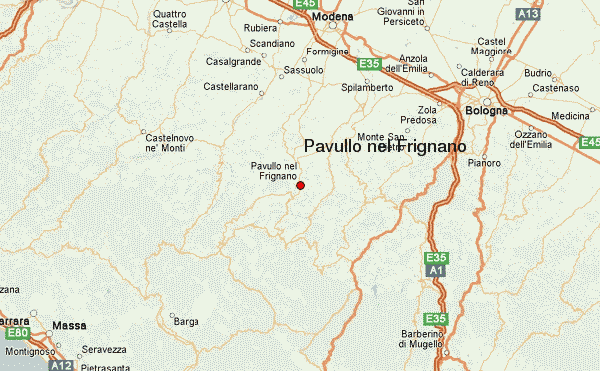 E45
Modena
Quattro
Castella
Rubiera
San
Giovanni in
Persiceto
A13
Scandiano
Formigine
Castel
Maggiore
Casalgrande
E35
Anzola
dell'Emilia
Sassuolo
Calderara
di Reno
Budrio
Castellarano
Spilamberto
Castenaso
Zola
Predosa
Bologna
Medicina
Castelnovo
ne' Monti
Monte San
Pietro
Ozzano
dell'Emilia
E45
Pavullo nel Frignano
Pavullo nel
Frignano
Pianoro
E35
A1
zana
arrara
E80
Massa
Barga
E35
Montignoso
Seravezza
Barberino
di Mugello
A12
Pietrasanta